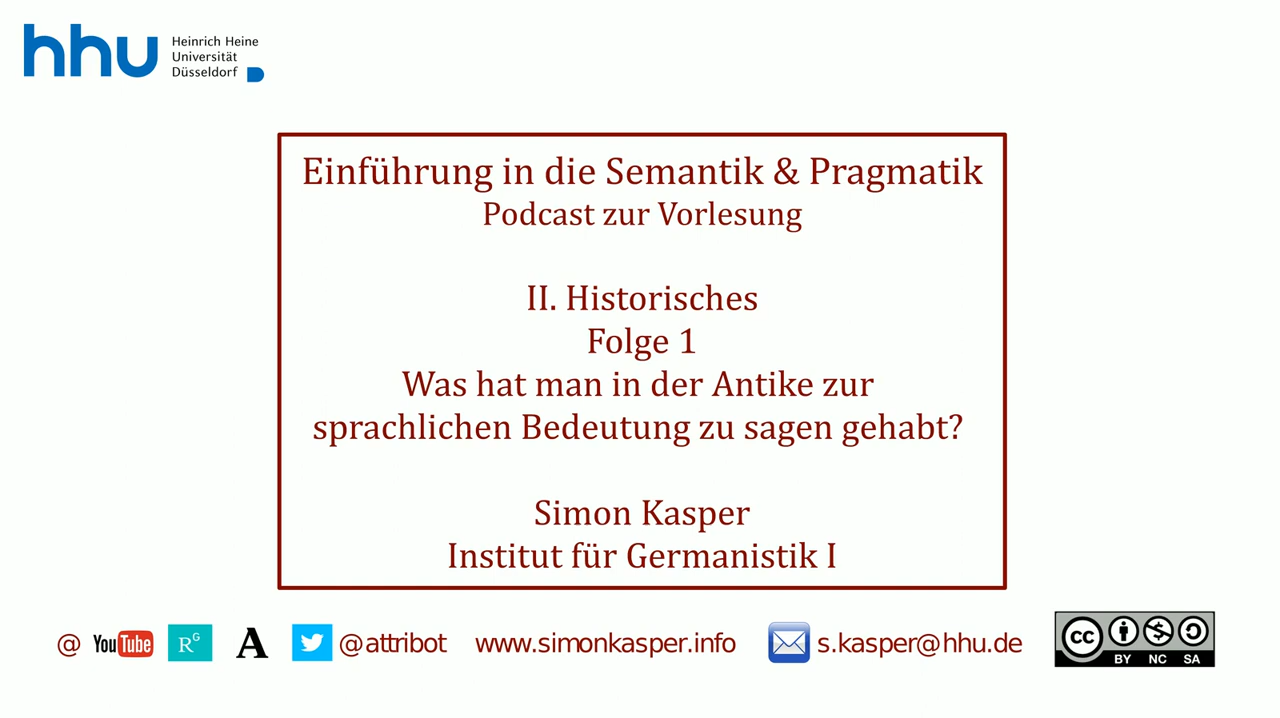 hhu Heinrich Heine
Universität
Düsseldorf
Einführung in die Semantik & Pragmatik
Podcast zur Vorlesung
II. Historisches
Folge 1
Was hat man in der Antike zur
sprachlichen Bedeutung zu sagen gehabt?
Simon Kasper
Institut für Germanistik I
@ YouTube RG A @attribot www.simonkasper.info s.kasper@hhu.de
cc
BY NC SA